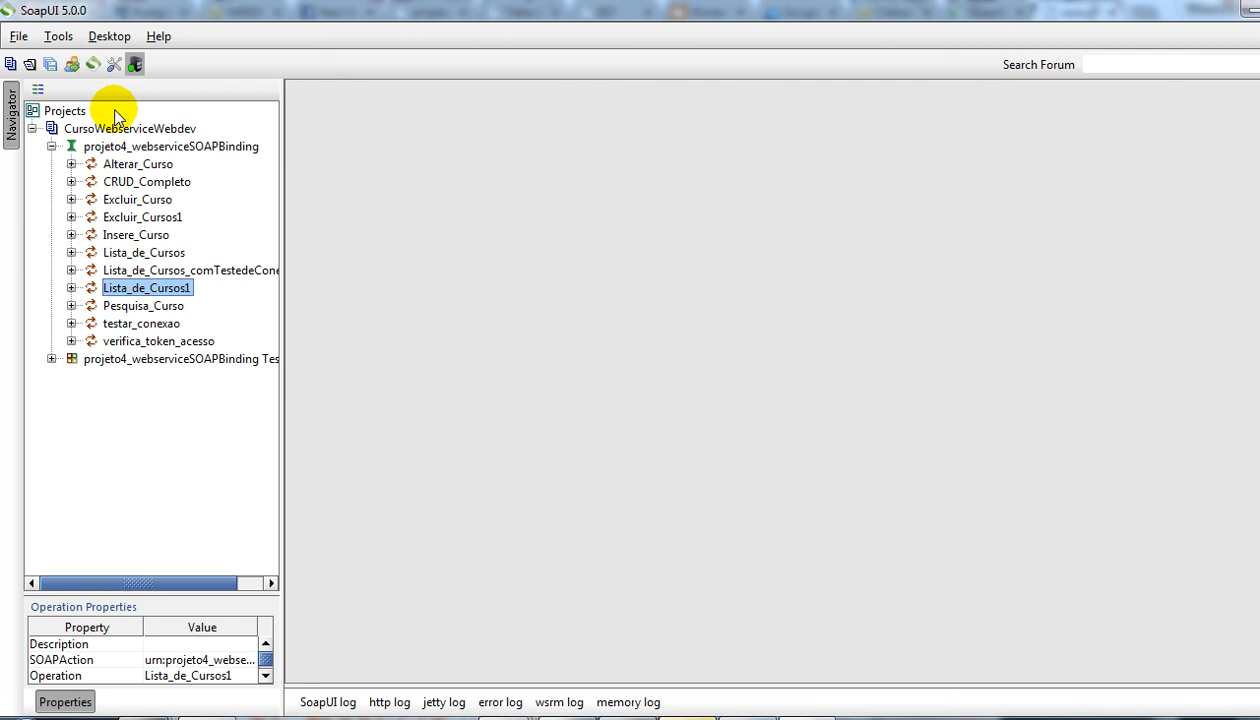 SoapUI 5.0.0
File Tools Desktop Help
Search Forum
Navigator
Projects
CursoWebserviceWebdev
projeto4_webserviceSOAPBinding
Alterar_Curso
CRUD_Completo
Excluir_Curso
Excluir_Cursos1
Insere_Curso
Lista_de_Cursos
Lista_de_Cursos_comTestedeCone
Lista_de_Cursos1
Pesquisa_Curso
testar_conexao
verifica_token_acesso
projeto4_webserviceSOAPBinding Tes
Operation Properties
Property Value
Description
SOAPAction urn:projeto4_webse...
Operation Lista_de_Cursos1
Properties
SoapUI log http log jetty log error log wsrm log memory log